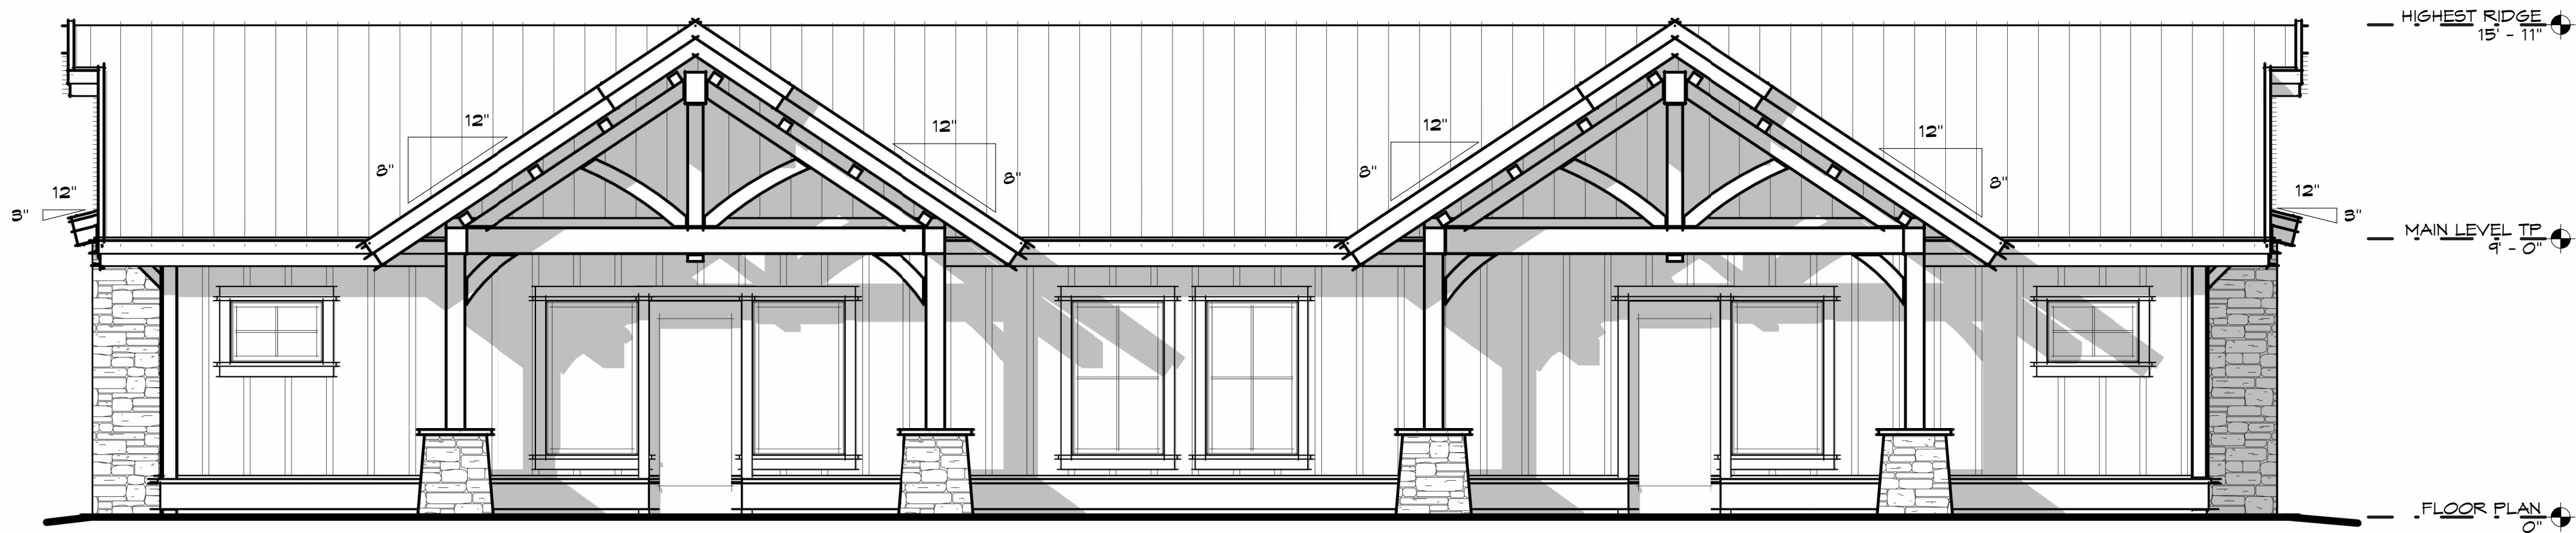 HIGHEST RIDGE
15' - 11"
12"
12"
12"
12"
8"
8"
8"
8"
12"
3"
12"
3"
MAIN LEVEL TP
9' - 0"
FLOOR PLAN
0"